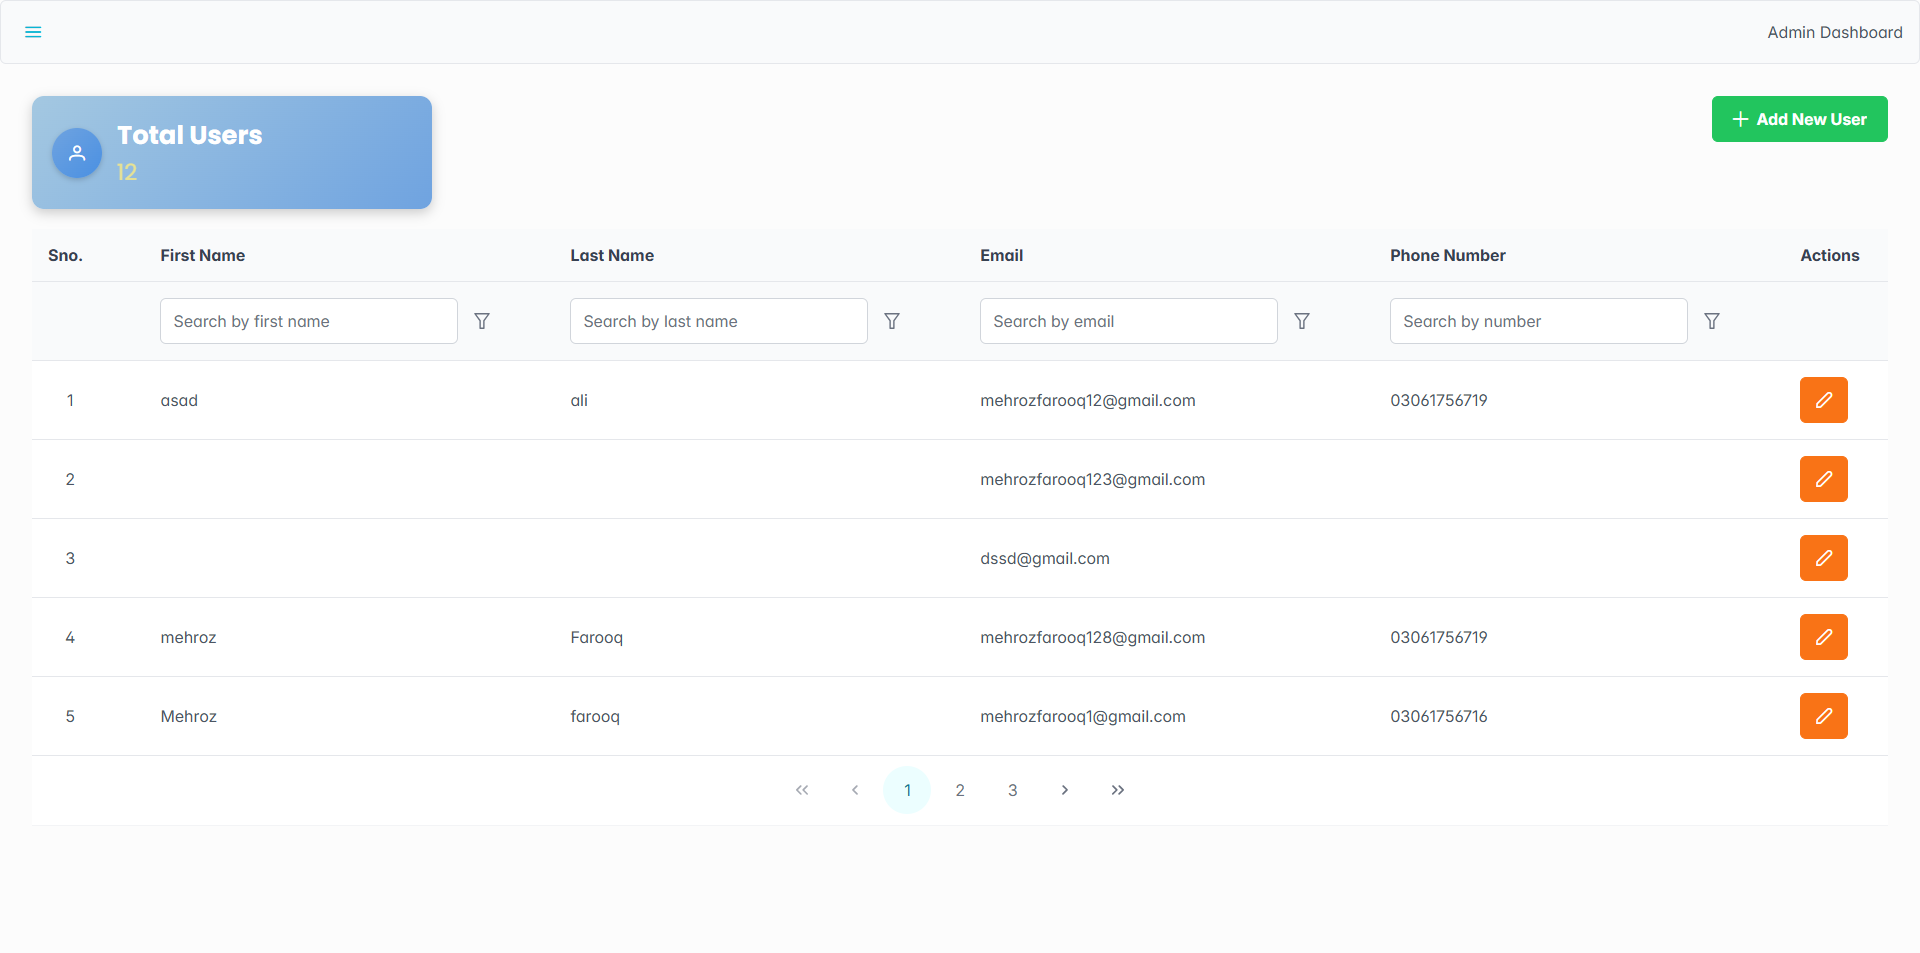 Admin Dashboard
Total Users
12
Add New User
Sno. First Name Last Name Email Phone Number Actions
Search by first name Search by last name Search by email Search by number
1 asad ali mehrozfarooq12@gmail.com 03061756719
2 mehrozfarooq123@gmail.com
3 dssd@gmail.com
4 mehroz Farooq mehrozfarooq128@gmail.com 03061756719
5 Mehroz farooq mehrozfarooq1@gmail.com 03061756716
1 2 3